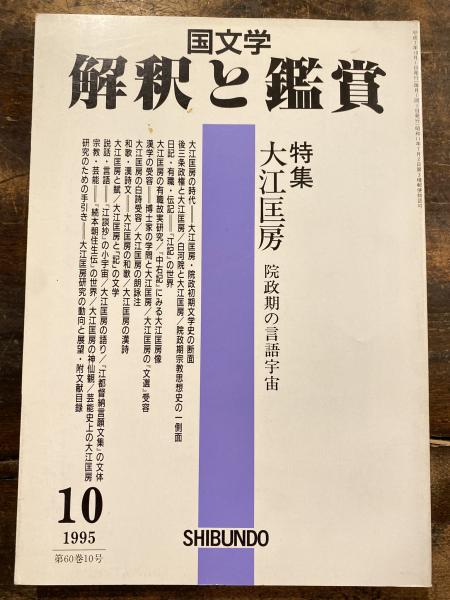 国文学
解釈と鑑賞
特集
大江匡房
院政期の言語宇宙
大江匡房の時代――大江匡房・院政初期文学史の断面
後三条政権と大江匡房／白河院と大江匡房／院政期宗教思想史の一側面
日記・有職・伝記――『江記』の世界
大江匡房の有職故実研究／『中右記』にみる大江匡房像
漢学の受容――博士家の学問と大江匡房／大江匡房の『文選』受容
大江匡房の白詩受容／大江匡房の朗詠注
和歌・漢詩文――大江匡房の和歌／大江匡房の漢詩
大江匡房と賦／大江匡房と「記」の文学
説話・言語――『江談抄』の小宇宙／大江匡房の語り／『江都督納言願文集』の文体
宗教・芸能――『続本朝往生伝』の世界／大江匡房の神仙観／芸能史上の大江匡房
研究のための手引き――大江匡房研究の動向と展望・附文献目録
10
1995
第60巻10号
SHIBUNDO